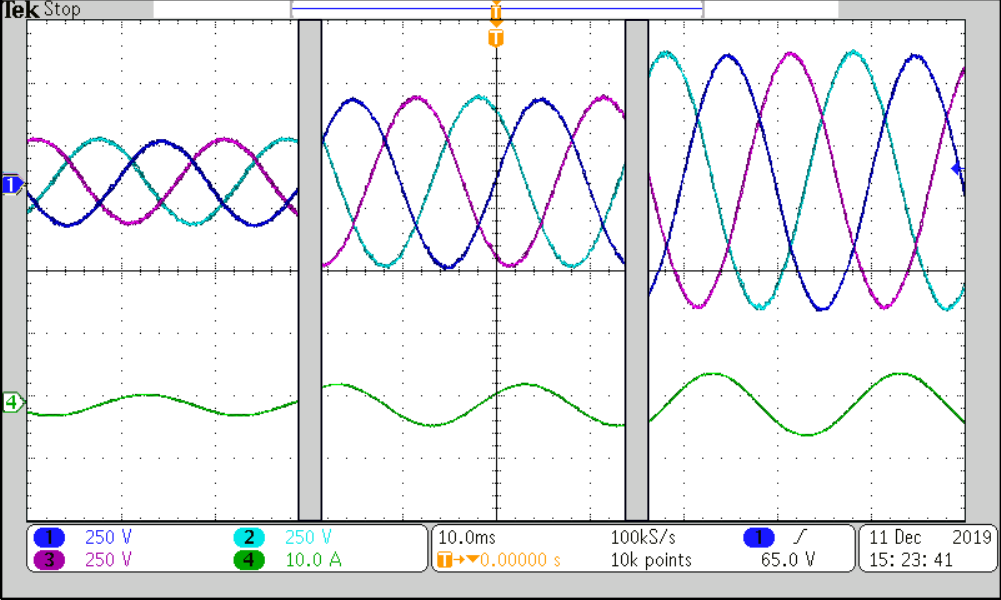 Tek Stop
T
T
1
4
1 250 V 2 250 V
3 250 V 4 10.0 A
10.0ms 100kS/s 1 /
T→▼0.00000 s 10k points 65.0 V
11 Dec 2019
15:23:41